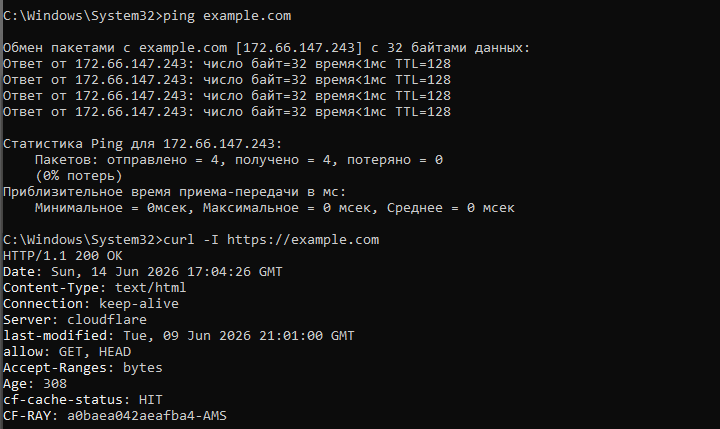 C:\Windows\System32>ping example.com
Обмен пакетами с example.com [172.66.147.243] с 32 байтами данных:
Ответ от 172.66.147.243: число байт=32 время<1мс TTL=128
Ответ от 172.66.147.243: число байт=32 время<1мс TTL=128
Ответ от 172.66.147.243: число байт=32 время<1мс TTL=128
Ответ от 172.66.147.243: число байт=32 время<1мс TTL=128
Статистика Ping для 172.66.147.243:
    Пакетов: отправлено = 4, получено = 4, потеряно = 0
    (0% потерь)
Приблизительное время приема-передачи в мс:
    Минимальное = 0мсек, Максимальное = 0 мсек, Среднее = 0 мсек
C:\Windows\System32>curl -I https://example.com
HTTP/1.1 200 OK
Date: Sun, 14 Jun 2026 17:04:26 GMT
Content-Type: text/html
Connection: keep-alive
Server: cloudflare
last-modified: Tue, 09 Jun 2026 21:01:00 GMT
allow: GET, HEAD
Accept-Ranges: bytes
Age: 308
cf-cache-status: HIT
CF-RAY: a0baea042aeafba4-AMS